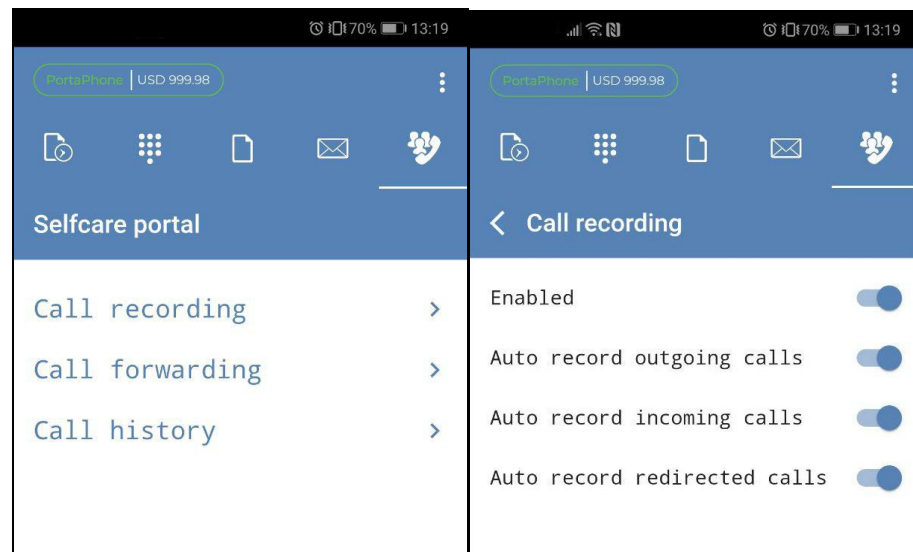 70% 13:19
PortaPhone | USD 999.98
Selfcare portal
Call recording
Call forwarding
Call history
70% 13:19
PortaPhone | USD 999.98
Call recording
Enabled
Auto record outgoing calls
Auto record incoming calls
Auto record redirected calls